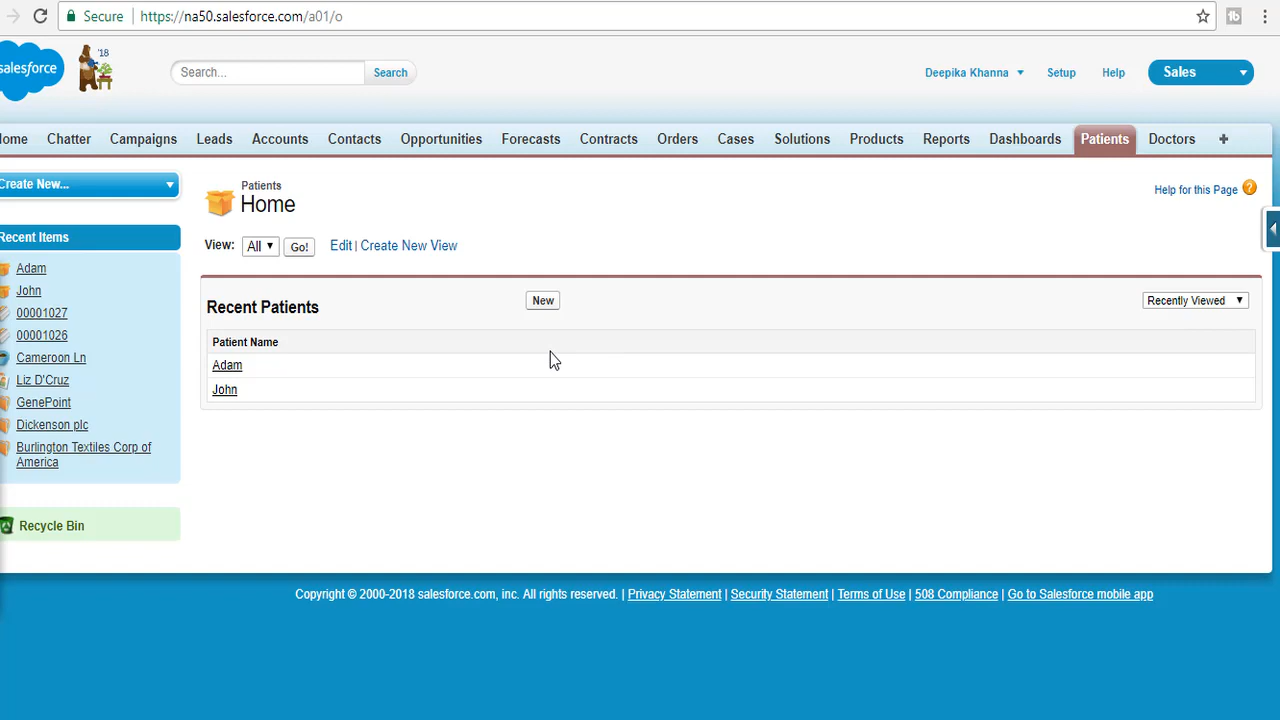 Secure https://na50.salesforce.com/a01/o
salesforce '18 Search... Search Deepika Khanna Setup Help Sales
ome Chatter Campaigns Leads Accounts Contacts Opportunities Forecasts Contracts Orders Cases Solutions Products Reports Dashboards Patients Doctors +
Create New...
Recent Items
Adam
John
00001027
00001026
Cameroon Ln
Liz D'Cruz
GenePoint
Dickenson plc
Burlington Textiles Corp of
America
Recycle Bin
Patients
Home
Help for this Page ?
View: All Go! Edit | Create New View
Recent Patients New Recently Viewed
Patient Name
Adam
John
Copyright © 2000-2018 salesforce.com, inc. All rights reserved. | Privacy Statement | Security Statement | Terms of Use | 508 Compliance | Go to Salesforce mobile app